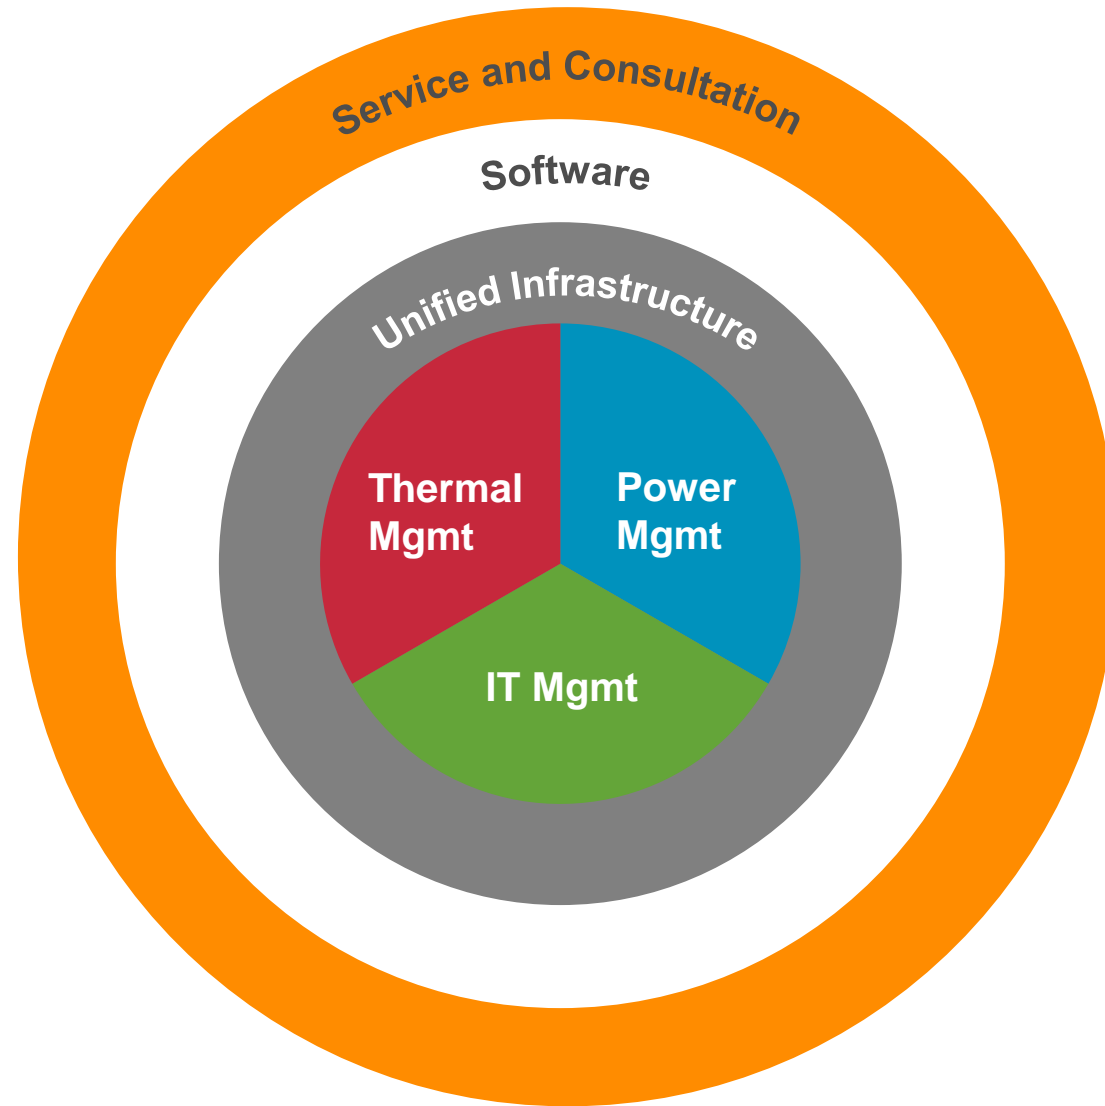 Service and Consultation
Software
Unified Infrastructure
Thermal
Mgmt
Power
Mgmt
IT Mgmt